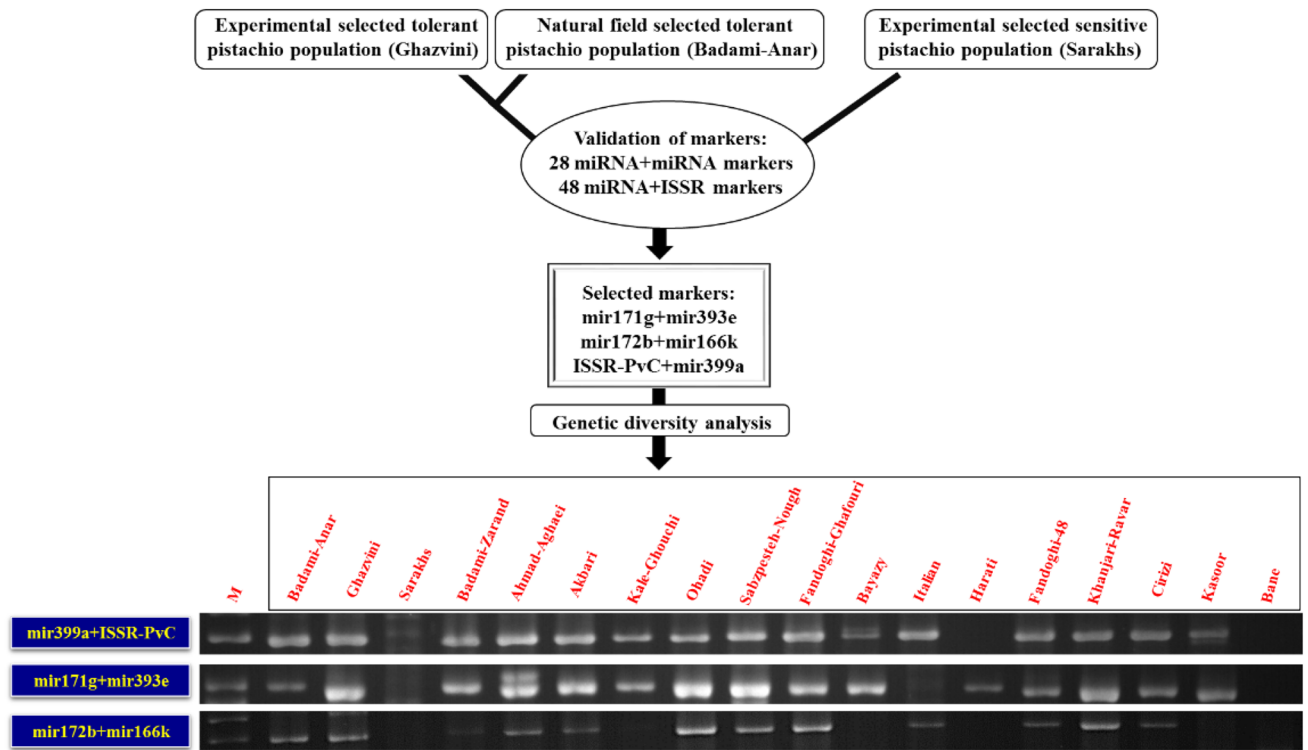 Experimental selected tolerant
pistachio population (Ghazvini)
Natural field selected tolerant
pistachio population (Badami-Anar)
Experimental selected sensitive
pistachio population (Sarakhs)
Validation of markers:
28 miRNA+miRNA markers
48 miRNA+ISSR markers
Selected markers:
mir171g+mir393e
mir172b+mir166k
ISSR-PvC+mir399a
Genetic diversity analysis
M
Badami-Anar
Ghazvini
Sarakhs
Badami-Zarand
Ahmad-Aghaei
Akbari
Kale-Ghouchi
Ohadi
Sabzpesteh-Nough
Fandoghi-Ghafouri
Bayazy
Italian
Harati
Fandoghi-48
Khanjari-Ravar
Cirizi
Kasoor
Bane
mir399a+ISSR-PvC
mir171g+mir393e
mir172b+mir166k